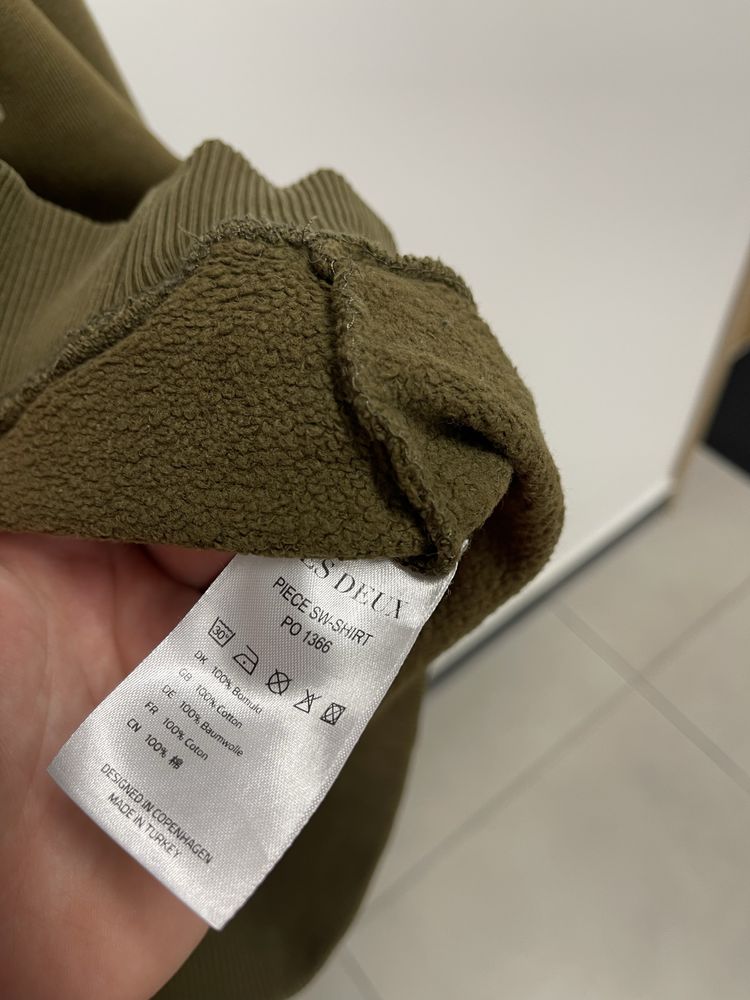 ES DEUX
PIECE SW-SHIRT
PO 1366
30°
DK 100% Bomuld
GB 100% Cotton
DE 100% Baumwolle
FR 100% Coton
CN 100% 棉
DESIGNED IN COPENHAGEN
MADE IN TURKEY